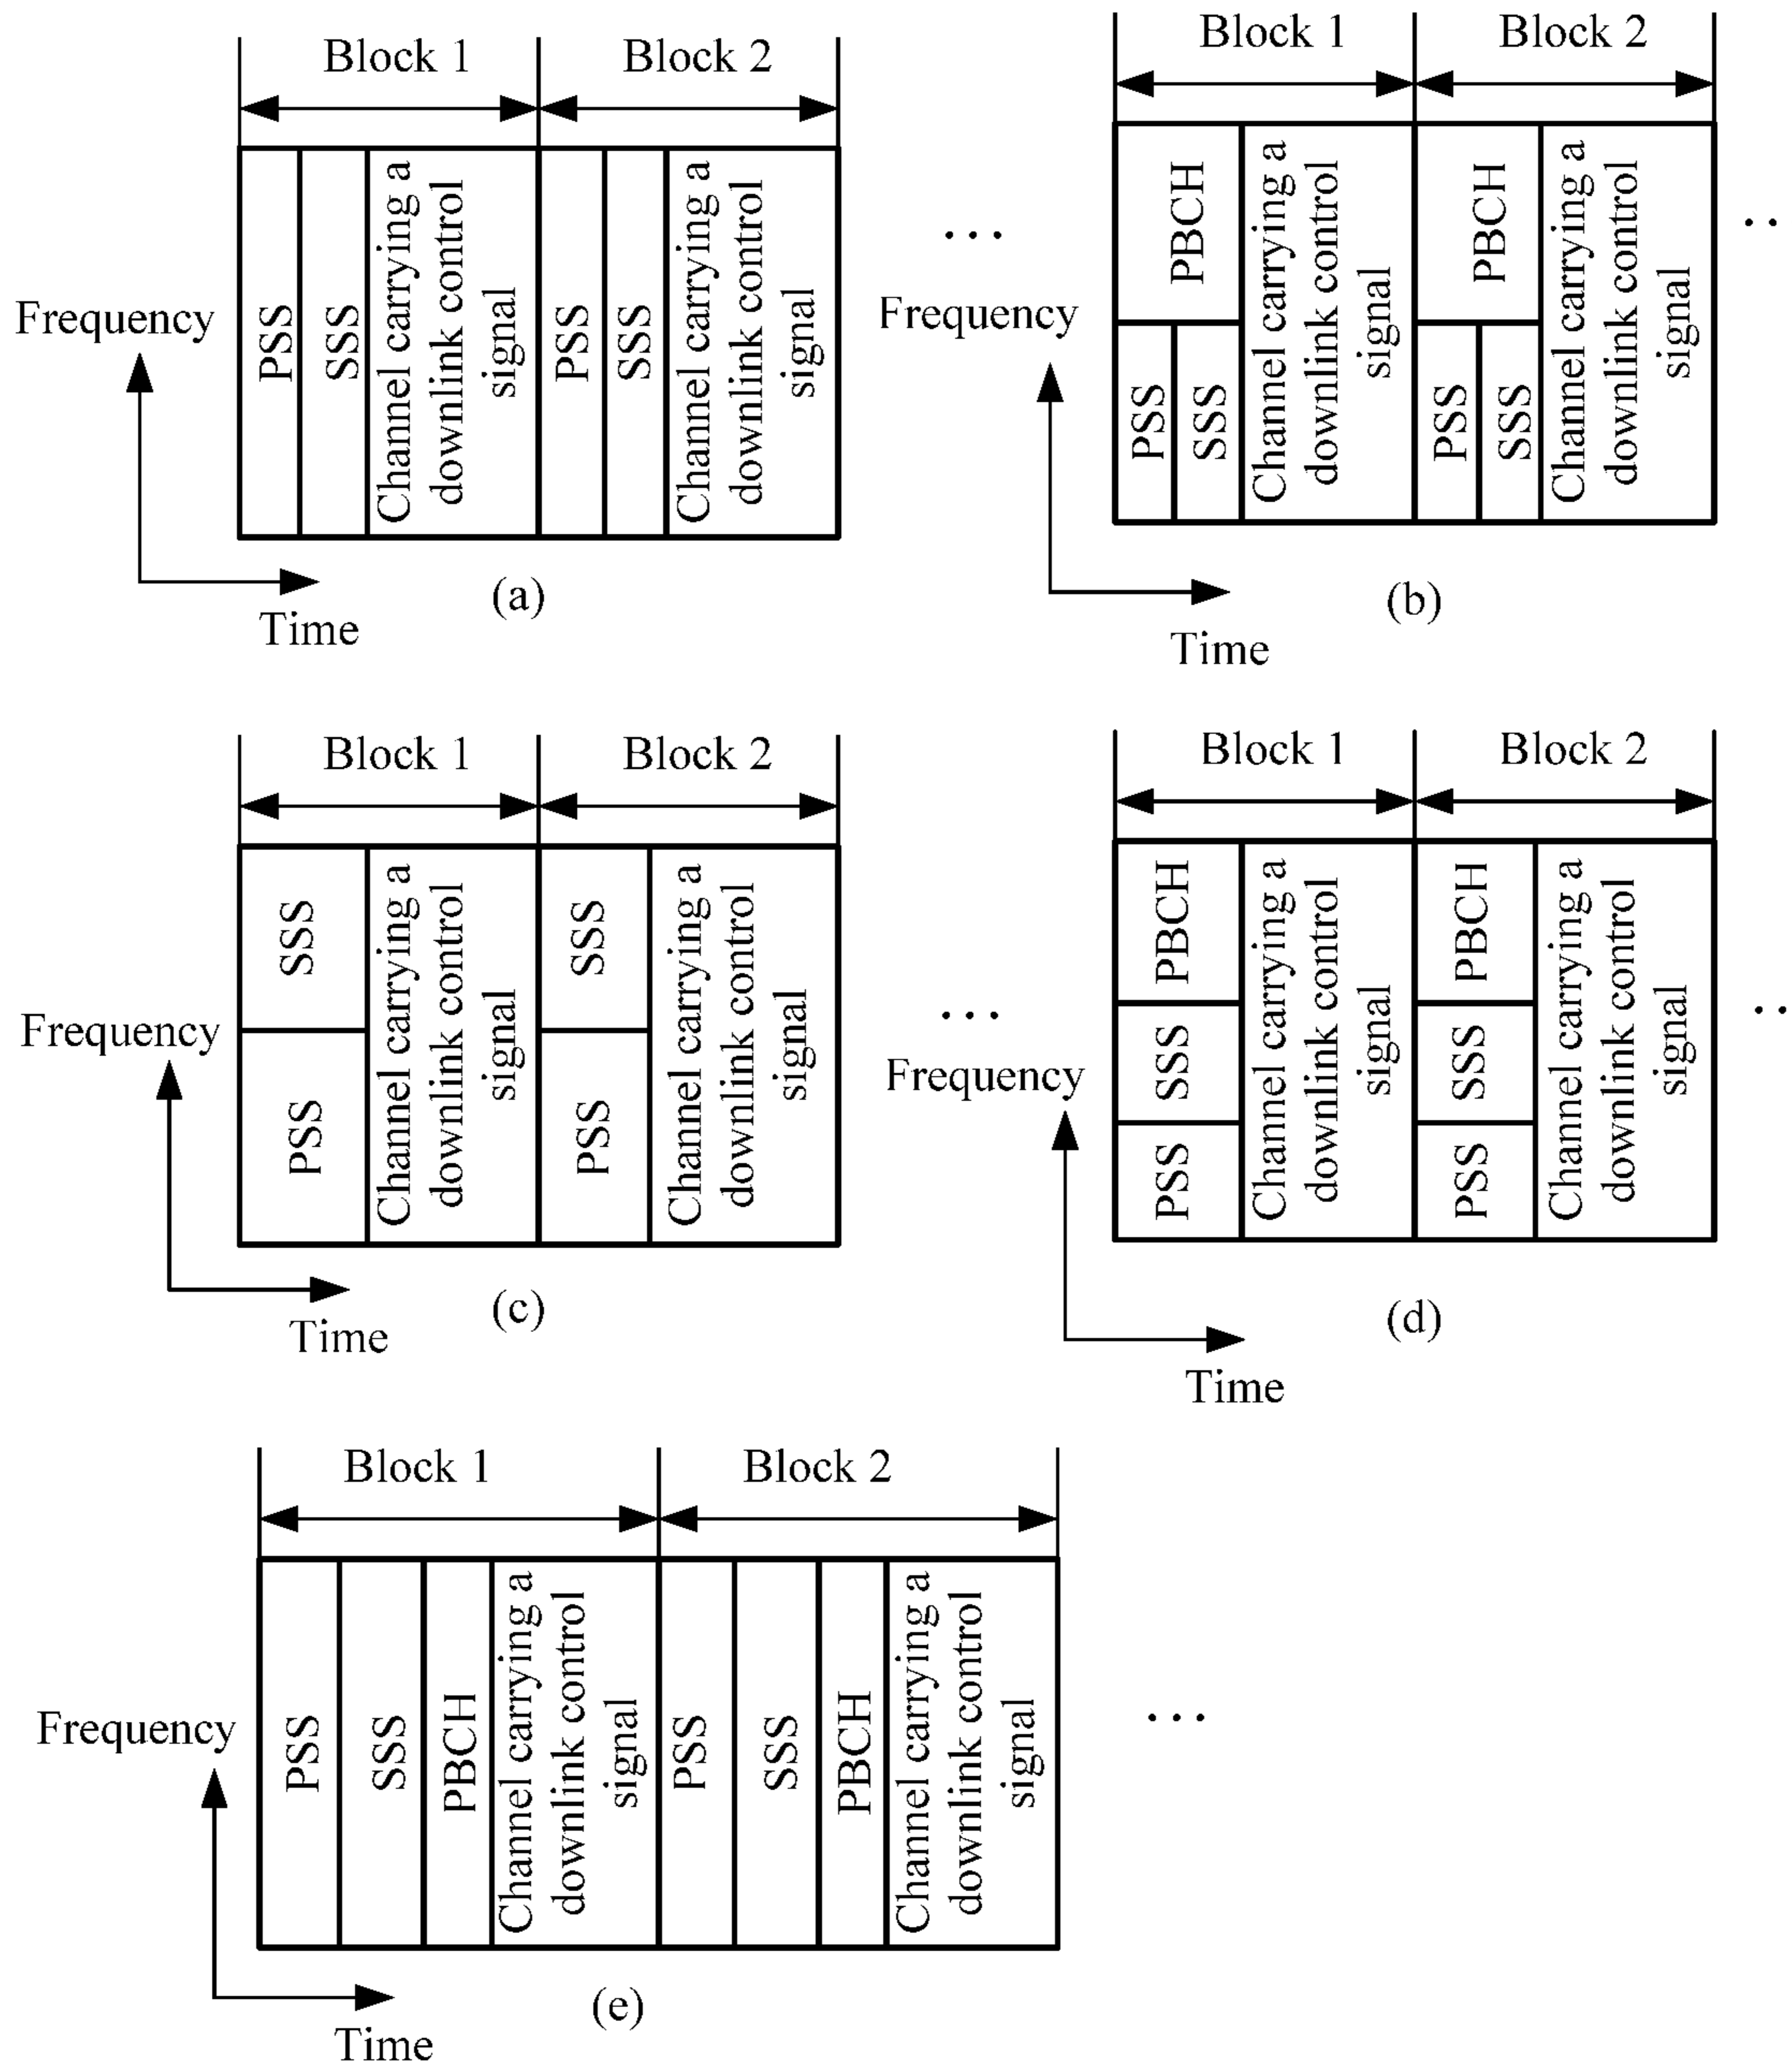 Block 1
Block 2
Frequency
PSS
SSS
Channel carrying a
downlink control
signal
PSS
SSS
Channel carrying a
downlink control
signal
...
Time
(a)
Block 1
Block 2
Frequency
PBCH
PSS
SSS
Channel carrying a
downlink control
signal
PBCH
PSS
SSS
Channel carrying a
downlink control
signal
..
Time
(b)
Block 1
Block 2
Frequency
SSS
PSS
Channel carrying a
downlink control
signal
SSS
PSS
Channel carrying a
downlink control
signal
...
Time
(c)
Block 1
Block 2
Frequency
PBCH
SSS
PSS
Channel carrying a
downlink control
signal
PBCH
SSS
PSS
Channel carrying a
downlink control
signal
..
Time
(d)
Block 1
Block 2
Frequency
PSS
SSS
PBCH
Channel carrying a
downlink control
signal
PSS
SSS
PBCH
Channel carrying a
downlink control
signal
...
Time
(e)